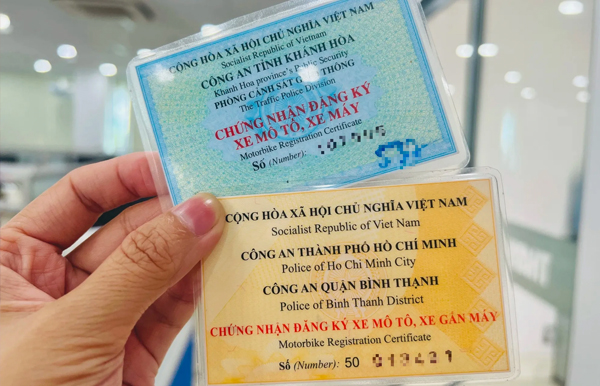 CỘNG HÒA XÃ HỘI CHỦ NGHĨA VIỆT NAM
Socialist Republic of Vietnam
CÔNG AN TỈNH KHÁNH HÒA
Khanh Hoa province's Public Security
PHÒNG CẢNH SÁT GIAO THÔNG
The Traffic Police Division
CHỨNG NHẬN ĐĂNG KÝ
XE MÔ TÔ, XE MÁY
Motorbike Registration Certificate
Số (Number):
CỘNG HÒA XÃ HỘI CHỦ NGHĨA VIỆT NAM
Socialist Republic of Viet Nam
CÔNG AN THÀNH PHỐ HỒ CHÍ MINH
Police of Ho Chi Minh City
CÔNG AN QUẬN BÌNH THẠNH
Police of Binh Thanh District
CHỨNG NHẬN ĐĂNG KÝ XE MÔ TÔ, XE GẮN MÁY
Motorbike Registration Certificate
Số (Number): 50